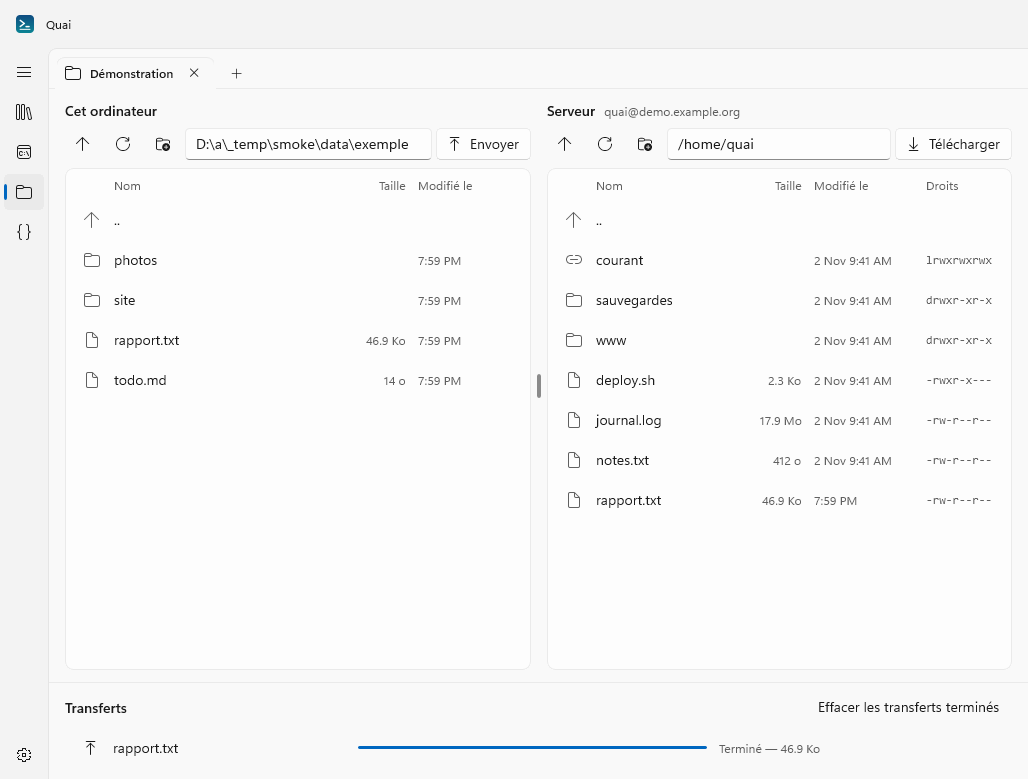 Quai
Démonstration
Cet ordinateur
D:\a\_temp\smoke\data\exemple
Envoyer
Nom Taille Modifié le
..
photos 7:59 PM
site 7:59 PM
rapport.txt 46.9 Ko 7:59 PM
todo.md 14 o 7:59 PM
Serveur quai@demo.example.org
/home/quai
Télécharger
Nom Taille Modifié le Droits
..
courant 2 Nov 9:41 AM lrwxrwxrwx
sauvegardes 2 Nov 9:41 AM drwxr-xr-x
www 2 Nov 9:41 AM drwxr-xr-x
deploy.sh 2.3 Ko 2 Nov 9:41 AM -rwxr-x---
journal.log 17.9 Mo 2 Nov 9:41 AM -rw-r--r--
notes.txt 412 o 2 Nov 9:41 AM -rw-r--r--
rapport.txt 46.9 Ko 7:59 PM -rw-r--r--
Transferts
Effacer les transferts terminés
rapport.txt Terminé — 46.9 Ko